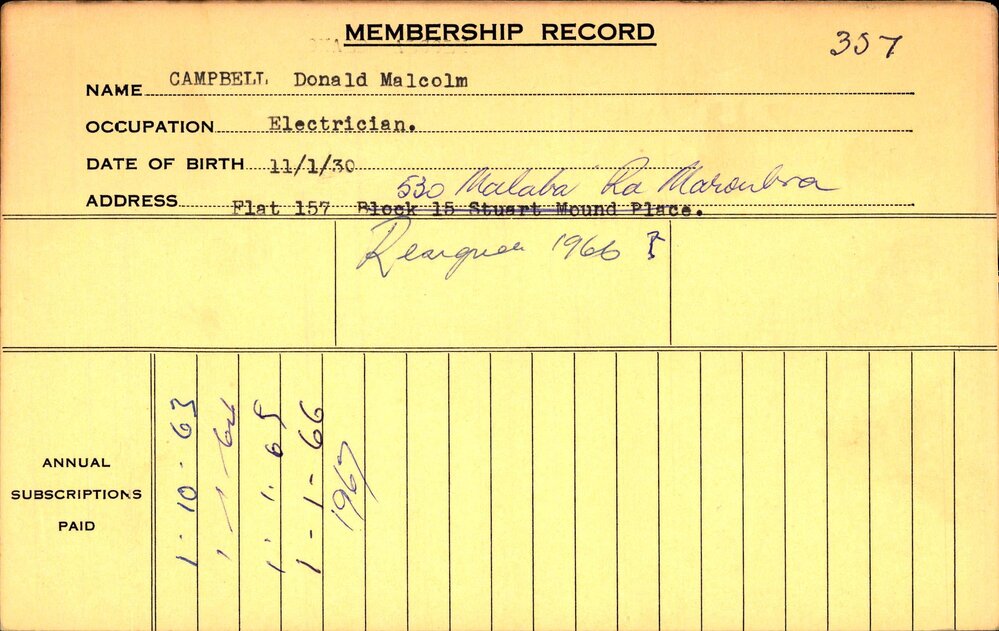 MEMBERSHIP RECORD
357
NAME CAMPBELL Donald Malcolm
OCCUPATION Electrician.
DATE OF BIRTH 11/1/30
530 Malaba Rd Maroubra
ADDRESS Flat 157 Block 15 Stuart Mound Place.
1966
ANNUAL
SUBSCRIPTIONS
PAID
1.10.63
1 1 64
1.1.65
1-1-66
1967